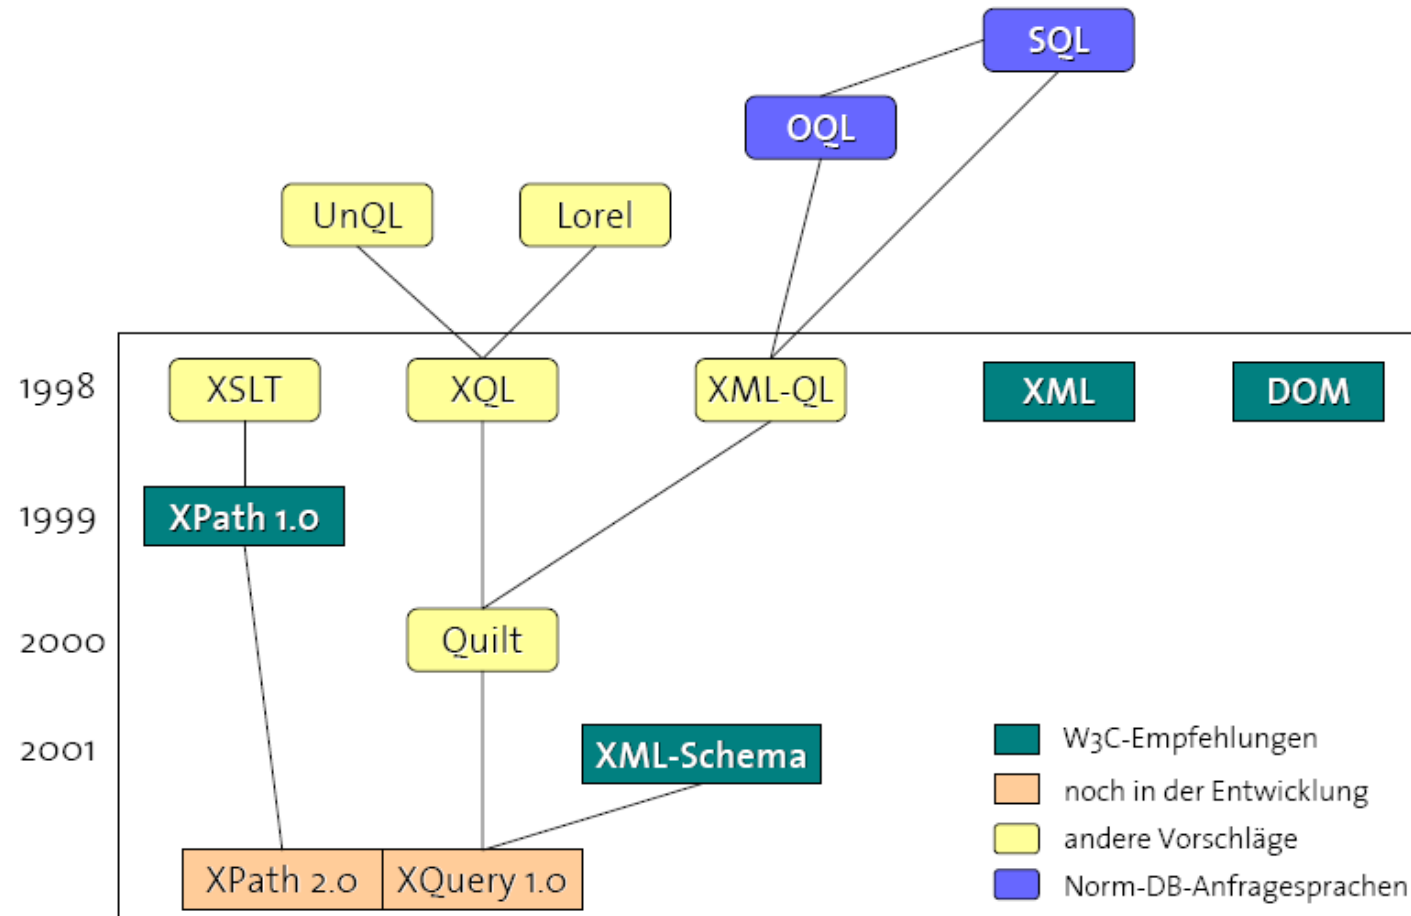 SQL
OQL
UnQL
Lorel
1998
XSLT
XQL
XML-QL
XML
DOM
1999
XPath 1.0
2000
Quilt
2001
XML-Schema
W3C-Empfehlungen
noch in der Entwicklung
andere Vorschläge
XPath 2.0
XQuery 1.0
Norm-DB-Anfragesprachen